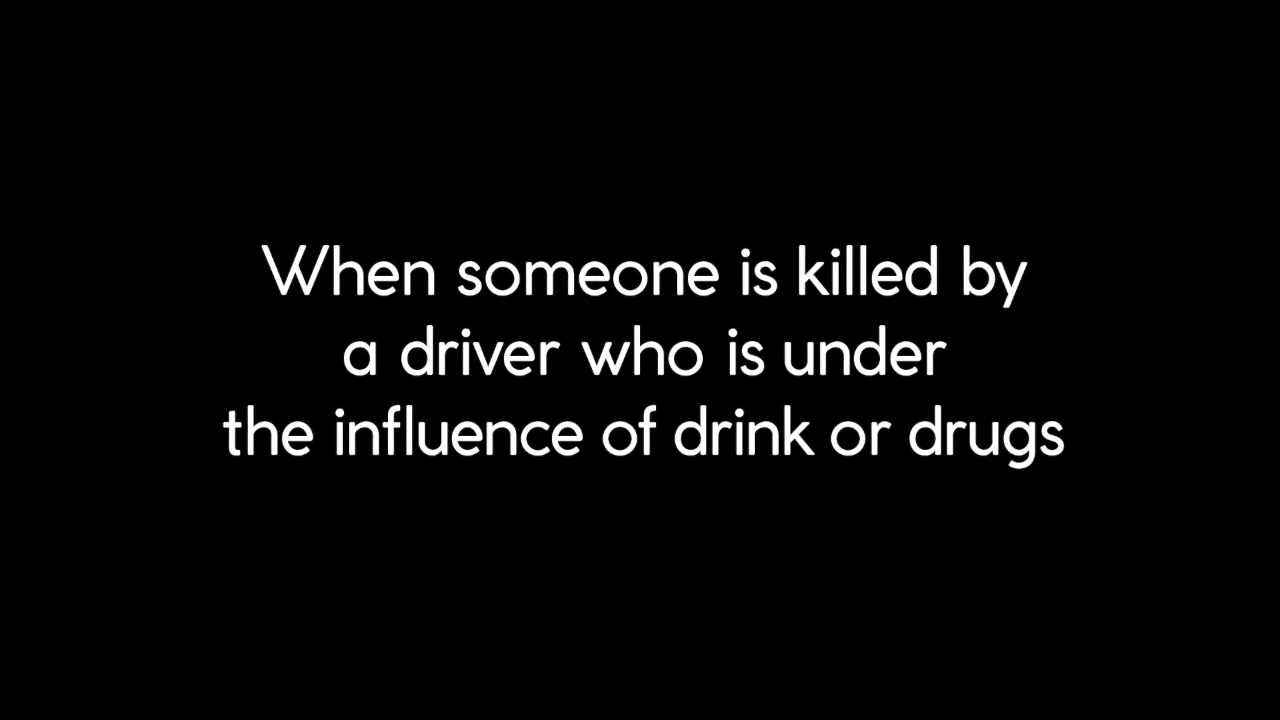 When someone is killed by
a driver who is under
the influence of drink or drugs